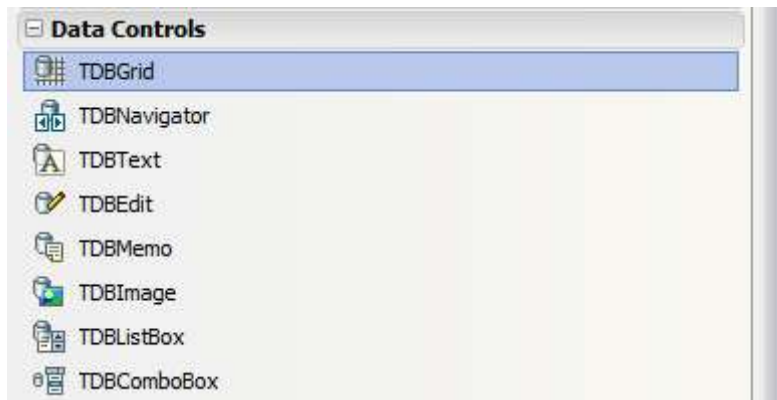 Data Controls
TDBGrid
TDBNavigator
TDBText
TDBEdit
TDBMemo
TDBImage
TDBListBox
TDBComboBox